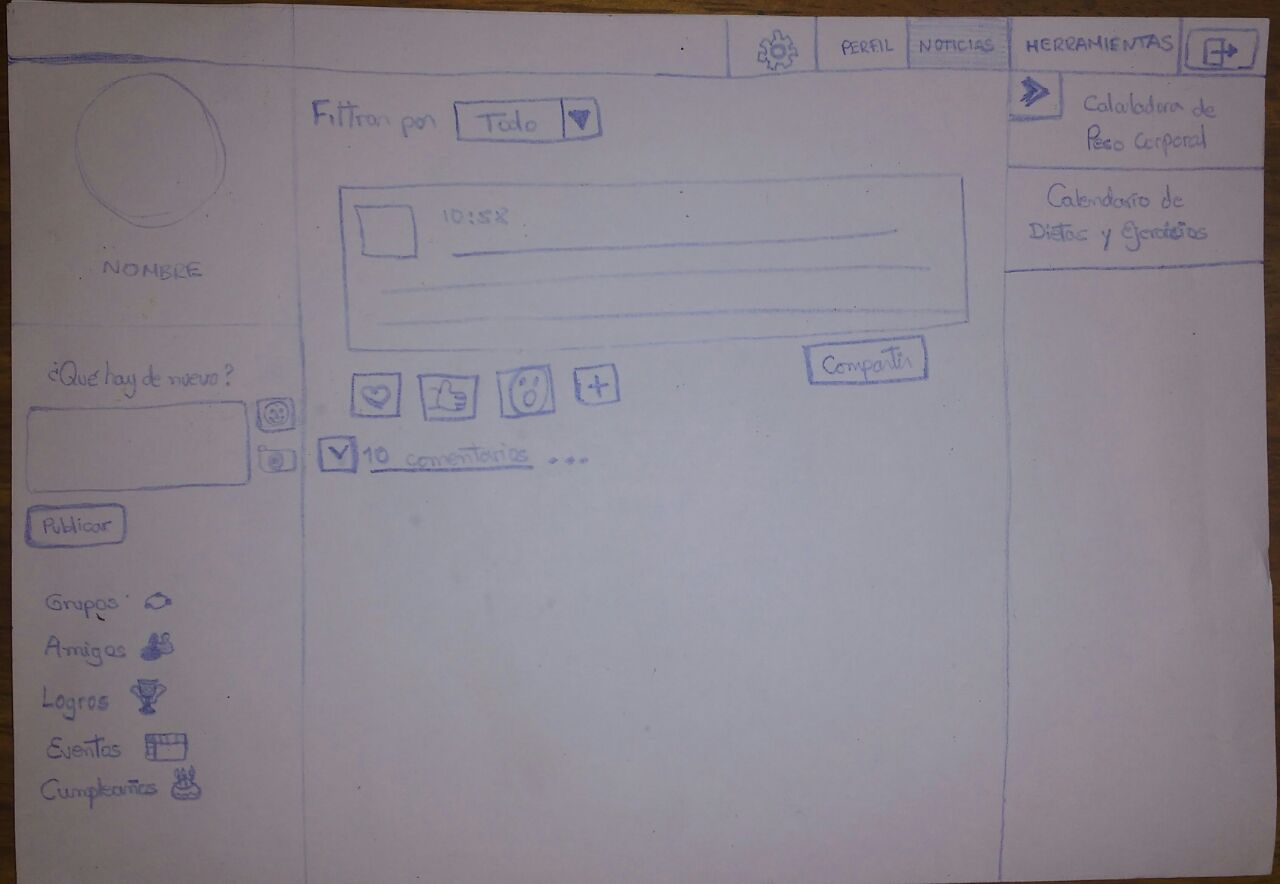 PERFIL
NOTICIAS
HERRAMIENTAS
NOMBRE
¿Qué hay de nuevo?
Publicar
Grupos
Amigos
Logros
Eventos
Cumpleaños
Filtrar por
Todo
10:58
Compartir
10 comentarios ...
Calculadora de
Peso Corporal
Calendario de
Dietas y Ejercicios